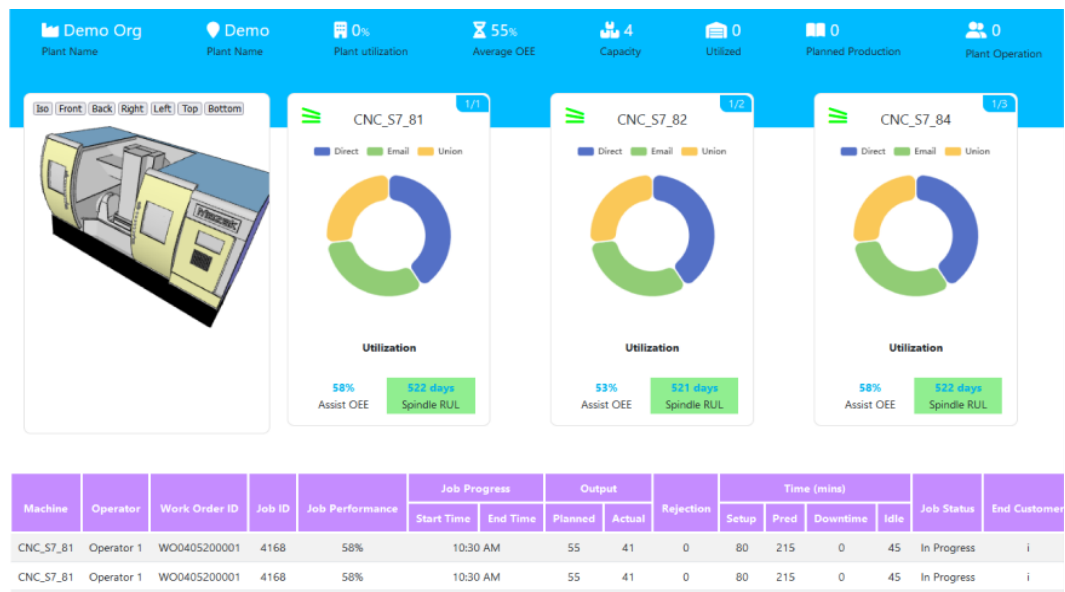 Demo Org Demo 0% 55% 4 0 0 0
Plant Name Plant Name Plant utilization Average OEE Capacity Utilized Planned Production Plant Operation
Iso Front Back Right Left Top Bottom
Mazak
1/1
CNC_S7_81
Direct Email Union
Utilization
58% 522 days
Assist OEE Spindle RUL
1/2
CNC_S7_82
Direct Email Union
Utilization
53% 521 days
Assist OEE Spindle RUL
1/3
CNC_S7_84
Direct Email Union
Utilization
58% 522 days
Assist OEE Spindle RUL
Machine Operator Work Order ID Job ID Job Performance Job Progress Output Rejection Time (mins) Job Status End Customer
Start Time End Time Planned Actual Setup Pred Downtime Idle
CNC_S7_81 Operator 1 WO0405200001 4168 58% 10:30 AM 55 41 0 80 215 0 45 In Progress i
CNC_S7_81 Operator 1 WO0405200001 4168 58% 10:30 AM 55 41 0 80 215 0 45 In Progress i